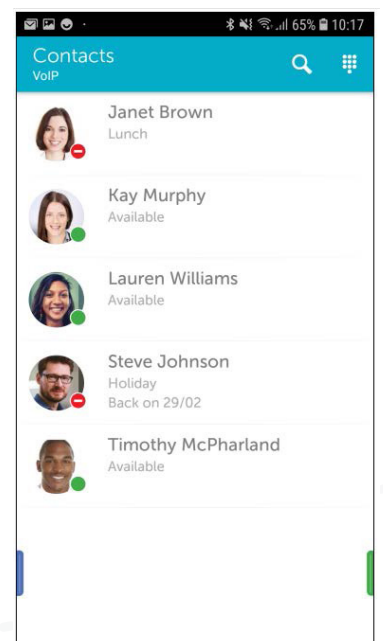 65% 10:17
Contacts
VoIP
Janet Brown
Lunch
Kay Murphy
Available
Lauren Williams
Available
Steve Johnson
Holiday
Back on 29/02
Timothy McPharland
Available